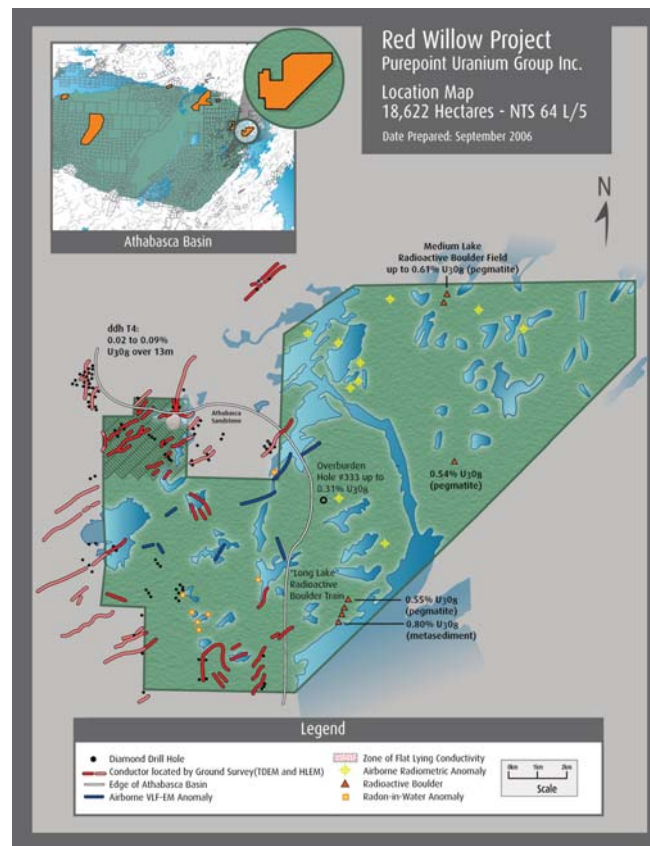 Red Willow Project
Purepoint Uranium Group Inc.
Location Map
18,622 Hectares - NTS 64 L/5
Date Prepared: September 2006
Athabasca Basin
N
Medium Lake
Radioactive Boulder Field
up to 0.61% U3O8 (pegmatite)
ddh T4:
0.02 to 0.09%
U3O8 over 13m
Athabasca
Sandstone
Overburden
Hole #333 up to
0.31% U3O8
0.54% U3O8
(pegmatite)
"Long Lake"
Radioactive
Boulder Train
0.55% U3O8
(pegmatite)
0.80% U3O8
(metasediment)
Legend
Diamond Drill Hole
Conductor located by Ground Survey(TDEM and HLEM)
Edge of Athabasca Basin
Airborne VLF-EM Anomaly
Zone of Flat Lying Conductivity
Airborne Radiometric Anomaly
Radioactive Boulder
Radon-in-Water Anomaly
0km 1km 2km
Scale